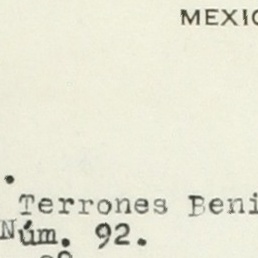 MEXIC
.
Terrones Beni
Núm. 92.